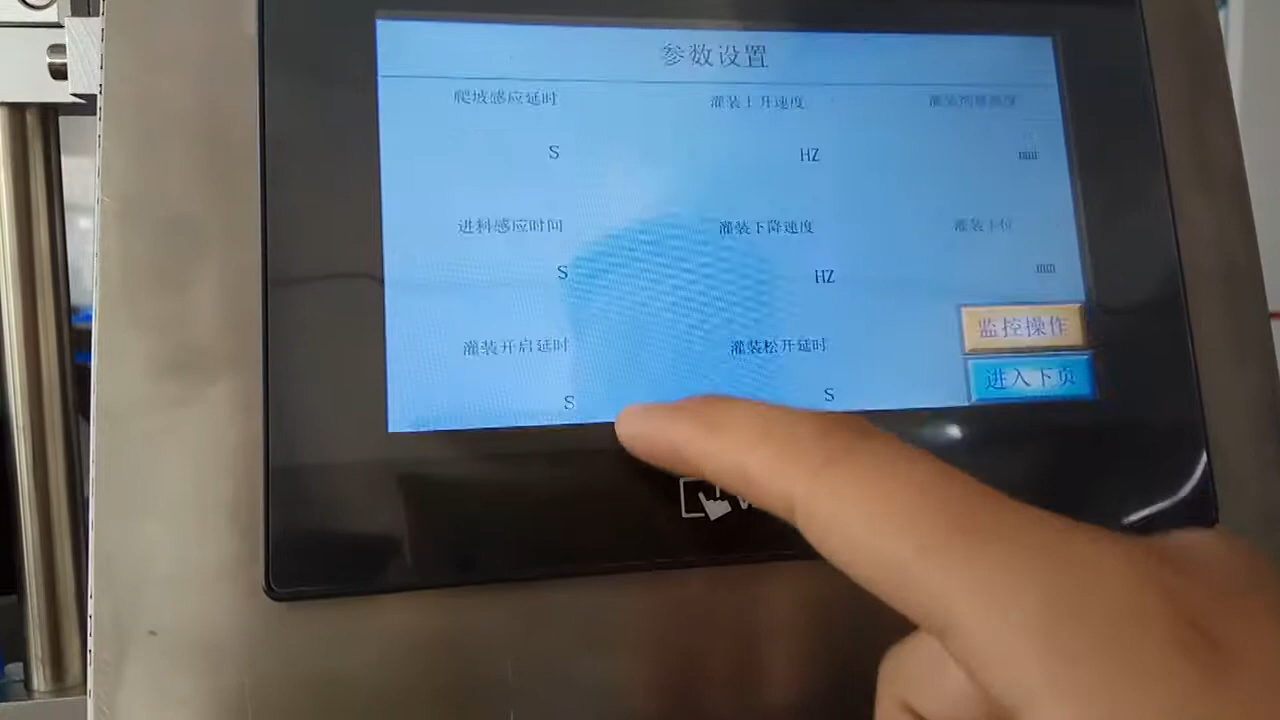 参数设置
爬坡感应延时
灌装上升速度
S
HZ
mm
进料感应时间
灌装下降速度
S
HZ
mm
灌装开启延时
灌装松开延时
S
S
监控操作
进入下页